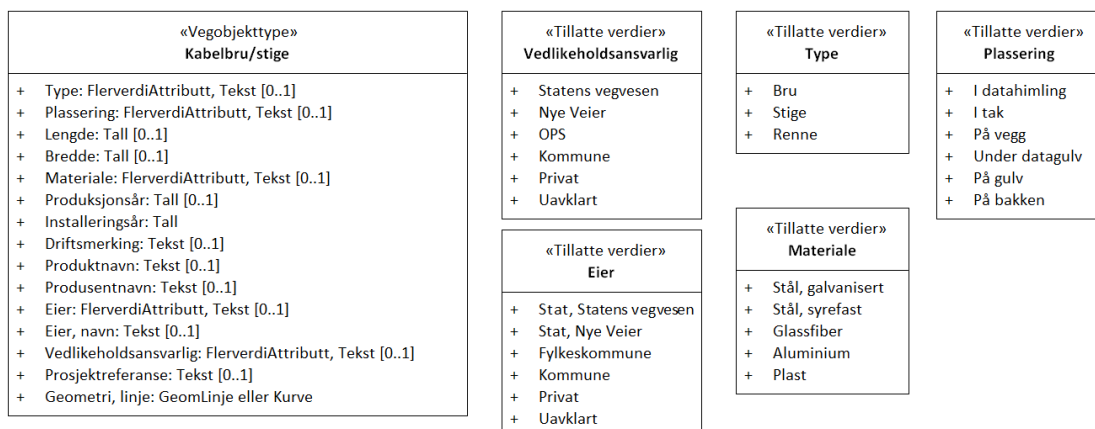 «Vegobjekttype»
Kabelbru/stige
+ Type: FlerverdiAttributt, Tekst [0..1]
+ Plassering: FlerverdiAttributt, Tekst [0..1]
+ Lengde: Tall [0..1]
+ Bredde: Tall [0..1]
+ Materiale: FlerverdiAttributt, Tekst [0..1]
+ Produksjonsår: Tall [0..1]
+ Installeringsår: Tall
+ Driftsmerking: Tekst [0..1]
+ Produktnavn: Tekst [0..1]
+ Produsentnavn: Tekst [0..1]
+ Eier: FlerverdiAttributt, Tekst [0..1]
+ Eier, navn: Tekst [0..1]
+ Vedlikeholdsansvarlig: FlerverdiAttributt, Tekst [0..1]
+ Prosjektreferanse: Tekst [0..1]
+ Geometri, linje: GeomLinje eller Kurve
«Tillatte verdier»
Vedlikeholdsansvarlig
+ Statens vegvesen
+ Nye Veier
+ OPS
+ Kommune
+ Privat
+ Uavklart
«Tillatte verdier»
Eier
+ Stat, Statens vegvesen
+ Stat, Nye Veier
+ Fylkeskommune
+ Kommune
+ Privat
+ Uavklart
«Tillatte verdier»
Type
+ Bru
+ Stige
+ Renne
«Tillatte verdier»
Materiale
+ Stål, galvanisert
+ Stål, syrefast
+ Glassfiber
+ Aluminium
+ Plast
«Tillatte verdier»
Plassering
+ I datahimling
+ I tak
+ På vegg
+ Under datagulv
+ På gulv
+ På bakken